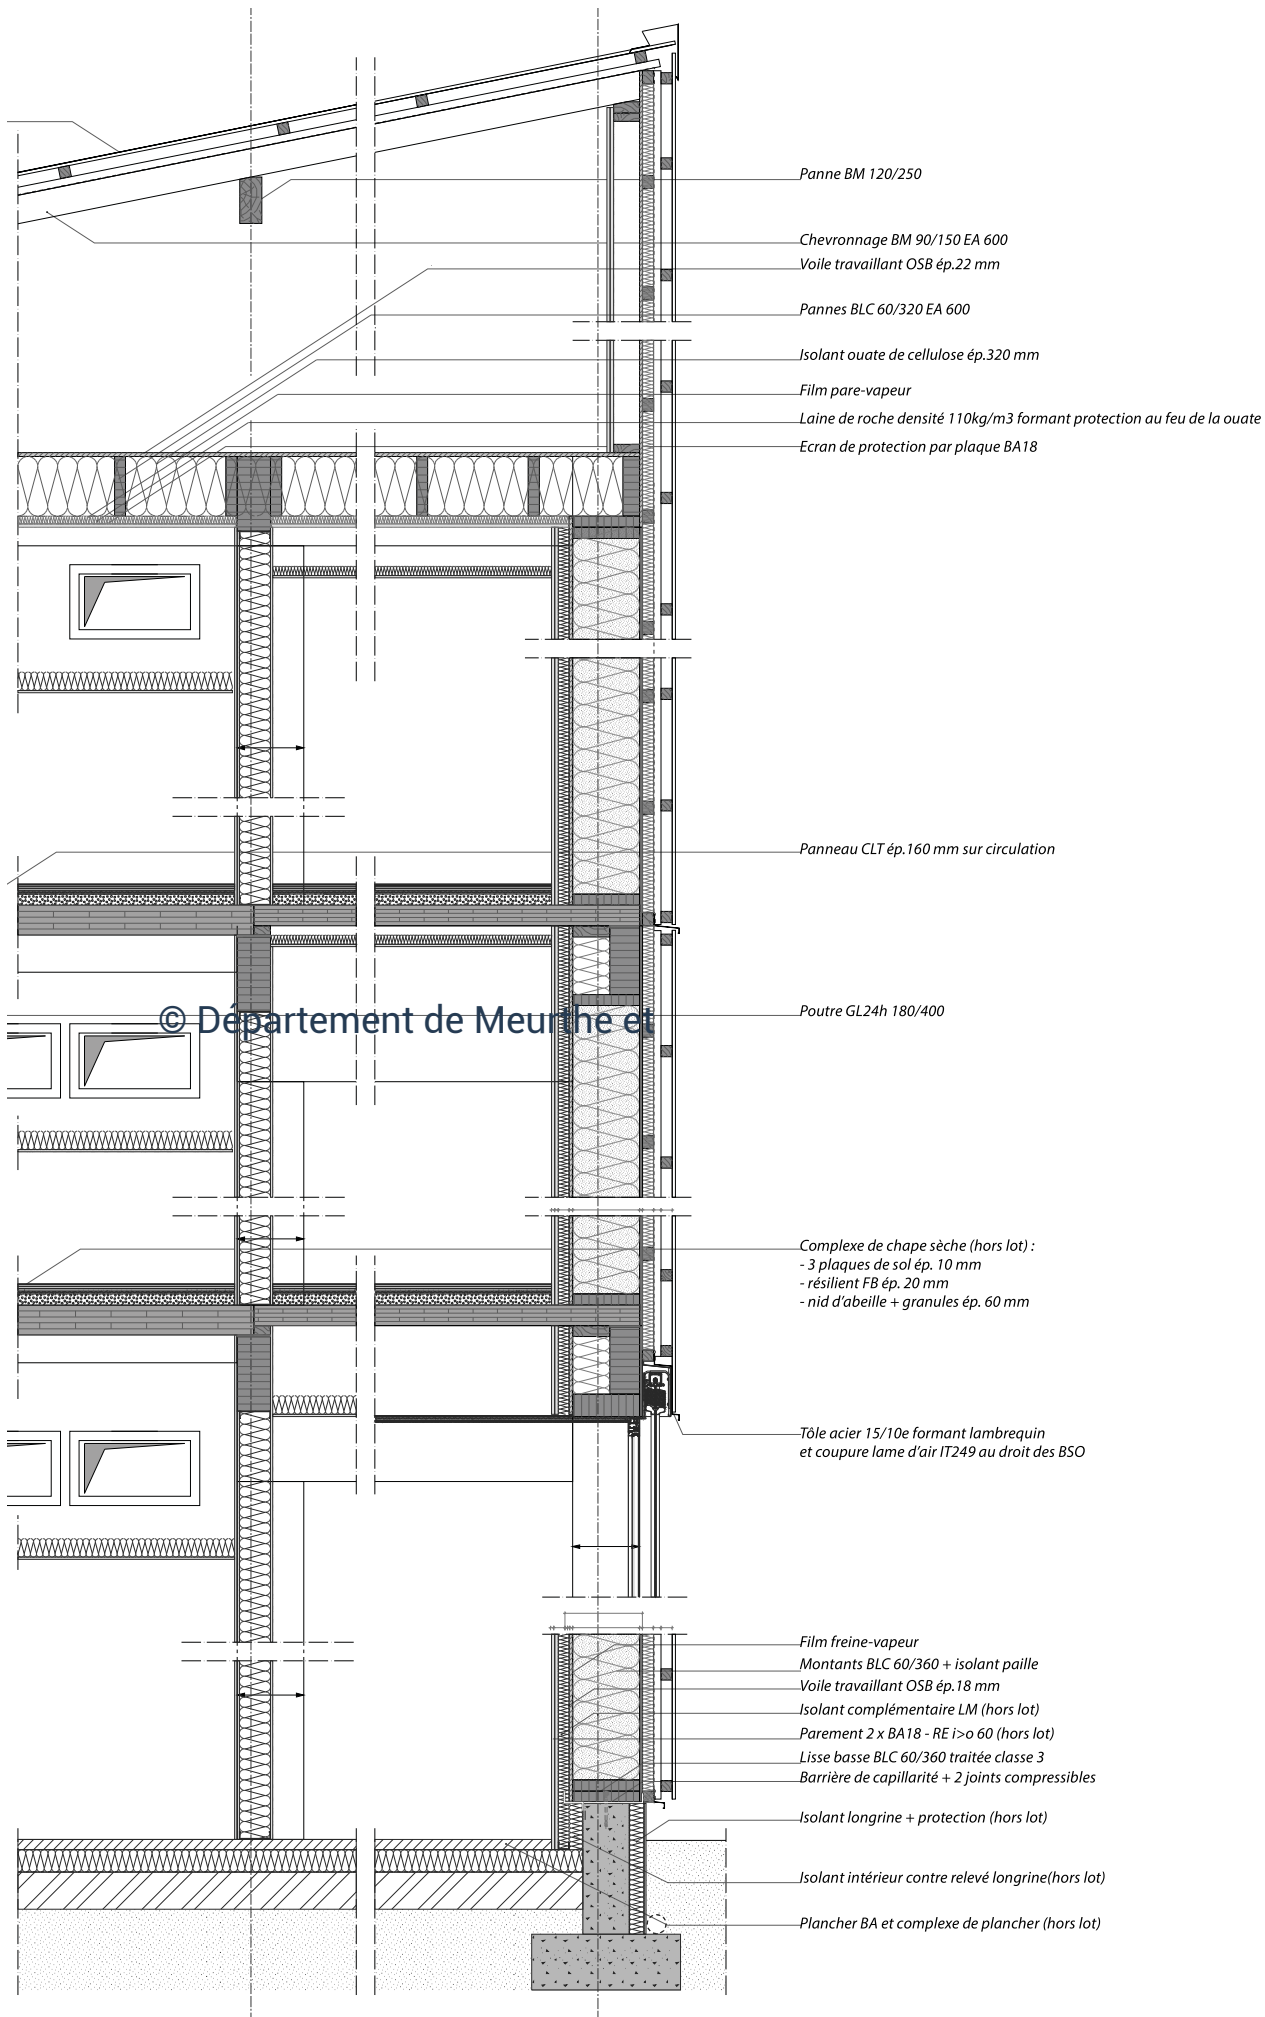 Panne BM 120/250
Chevronnage BM 90/150 EA 600
Voile travaillant OSB ép.22 mm
Pannes BLC 60/320 EA 600
Isolant ouate de cellulose ép.320 mm
Film pare-vapeur
Laine de roche densité 110kg/m3 formant protection au feu de la ouate
Ecran de protection par plaque BA18
Panneau CLT ép.160 mm sur circulation
Poutre GL24h 180/400
© Département de Meurthe et
Complexe de chape sèche (hors lot) :
- 3 plaques de sol ép. 10 mm
- résilient FB ép. 20 mm
- nid d'abeille + granules ép. 60 mm
Tôle acier 15/10e formant lambrequin
et coupure lame d'air IT249 au droit des BSO
Film freine-vapeur
Montants BLC 60/360 + isolant paille
Voile travaillant OSB ép.18 mm
Isolant complémentaire LM (hors lot)
Parement 2 x BA18 - RE i>o 60 (hors lot)
Lisse basse BLC 60/360 traitée classe 3
Barrière de capillarité + 2 joints compressibles
Isolant longrine + protection (hors lot)
Isolant intérieur contre relevé longrine(hors lot)
Plancher BA et complexe de plancher (hors lot)